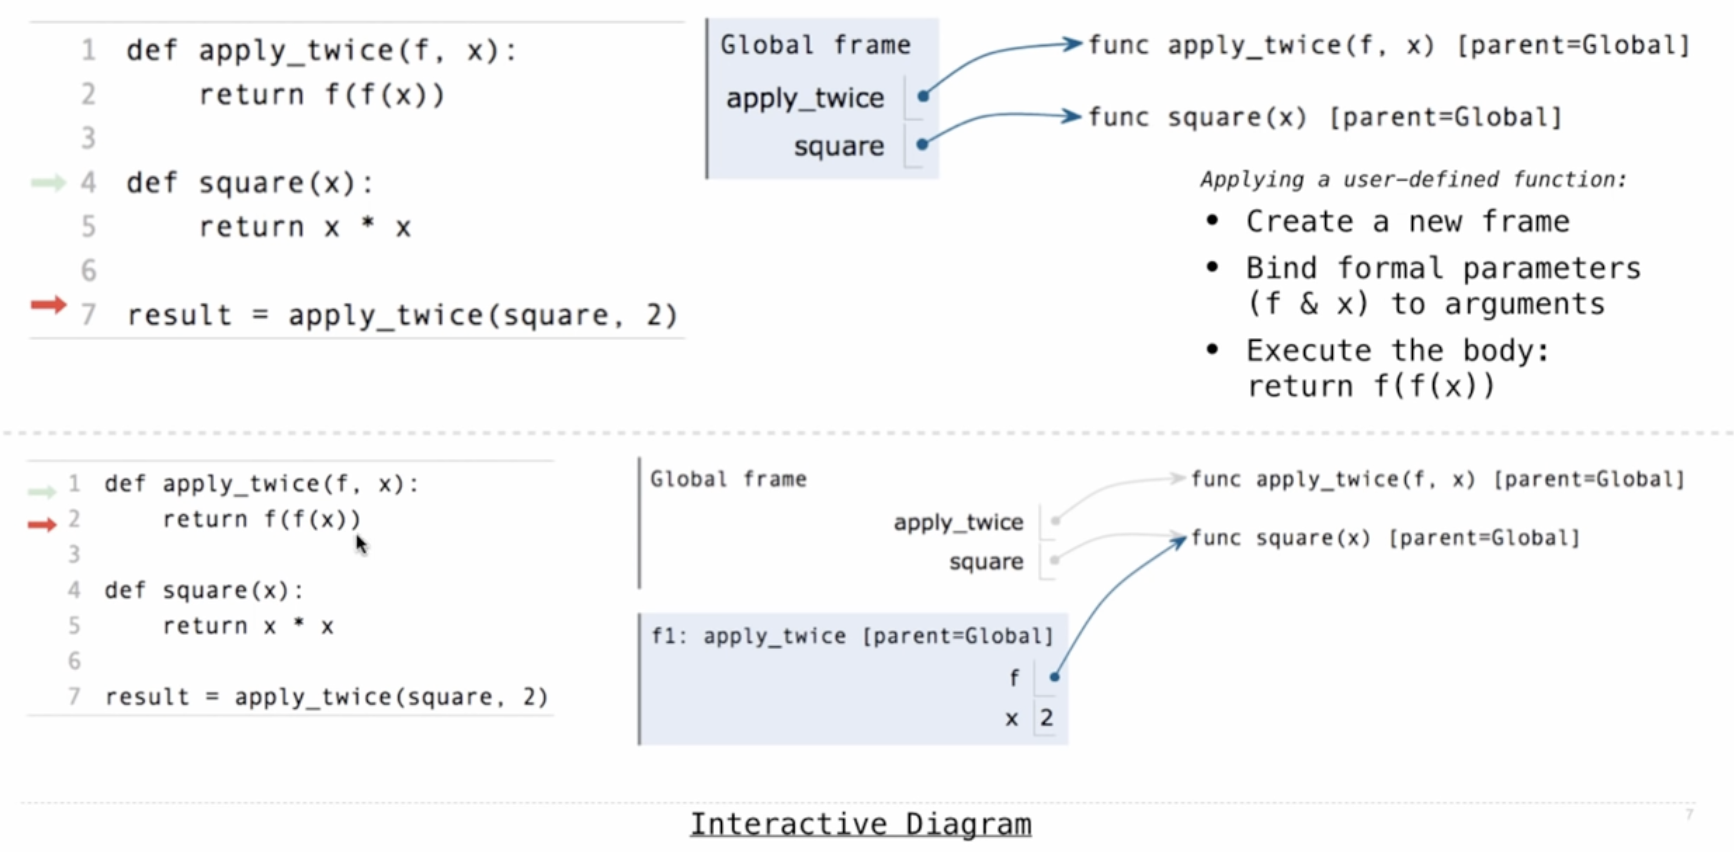 1 def apply_twice(f, x):
2     return f(f(x))
3
4 def square(x):
5     return x * x
6
7 result = apply_twice(square, 2)
Global frame
apply_twice
square
func apply_twice(f, x) [parent=Global]
func square(x) [parent=Global]
Applying a user-defined function:
• Create a new frame
• Bind formal parameters
(f & x) to arguments
• Execute the body:
return f(f(x))
1 def apply_twice(f, x):
2     return f(f(x))
3
4 def square(x):
5     return x * x
6
7 result = apply_twice(square, 2)
Global frame
apply_twice
square
func apply_twice(f, x) [parent=Global]
func square(x) [parent=Global]
f1: apply_twice [parent=Global]
f
x 2
Interactive Diagram
7